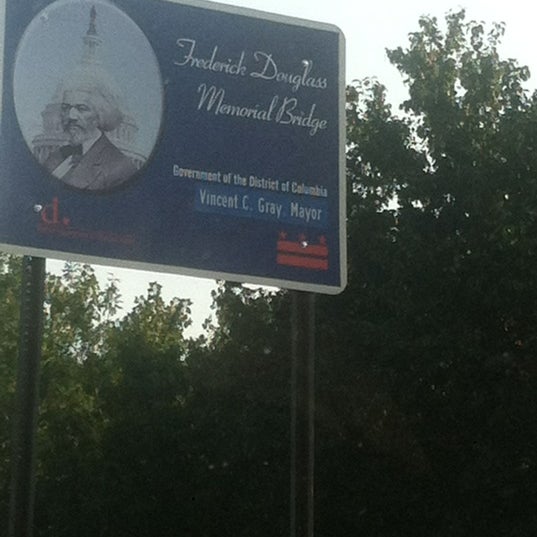 Frederick Douglass
Memorial Bridge
Government of the District of Columbia
Vincent C. Gray, Mayor
d.